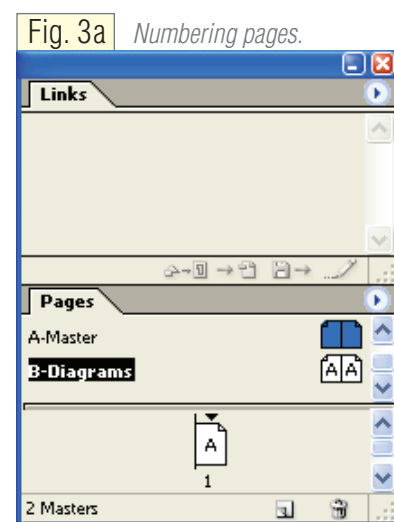 Fig. 3a Numbering pages.
Links
Pages
A-Master
B-Diagrams A A
A
1
2 Masters